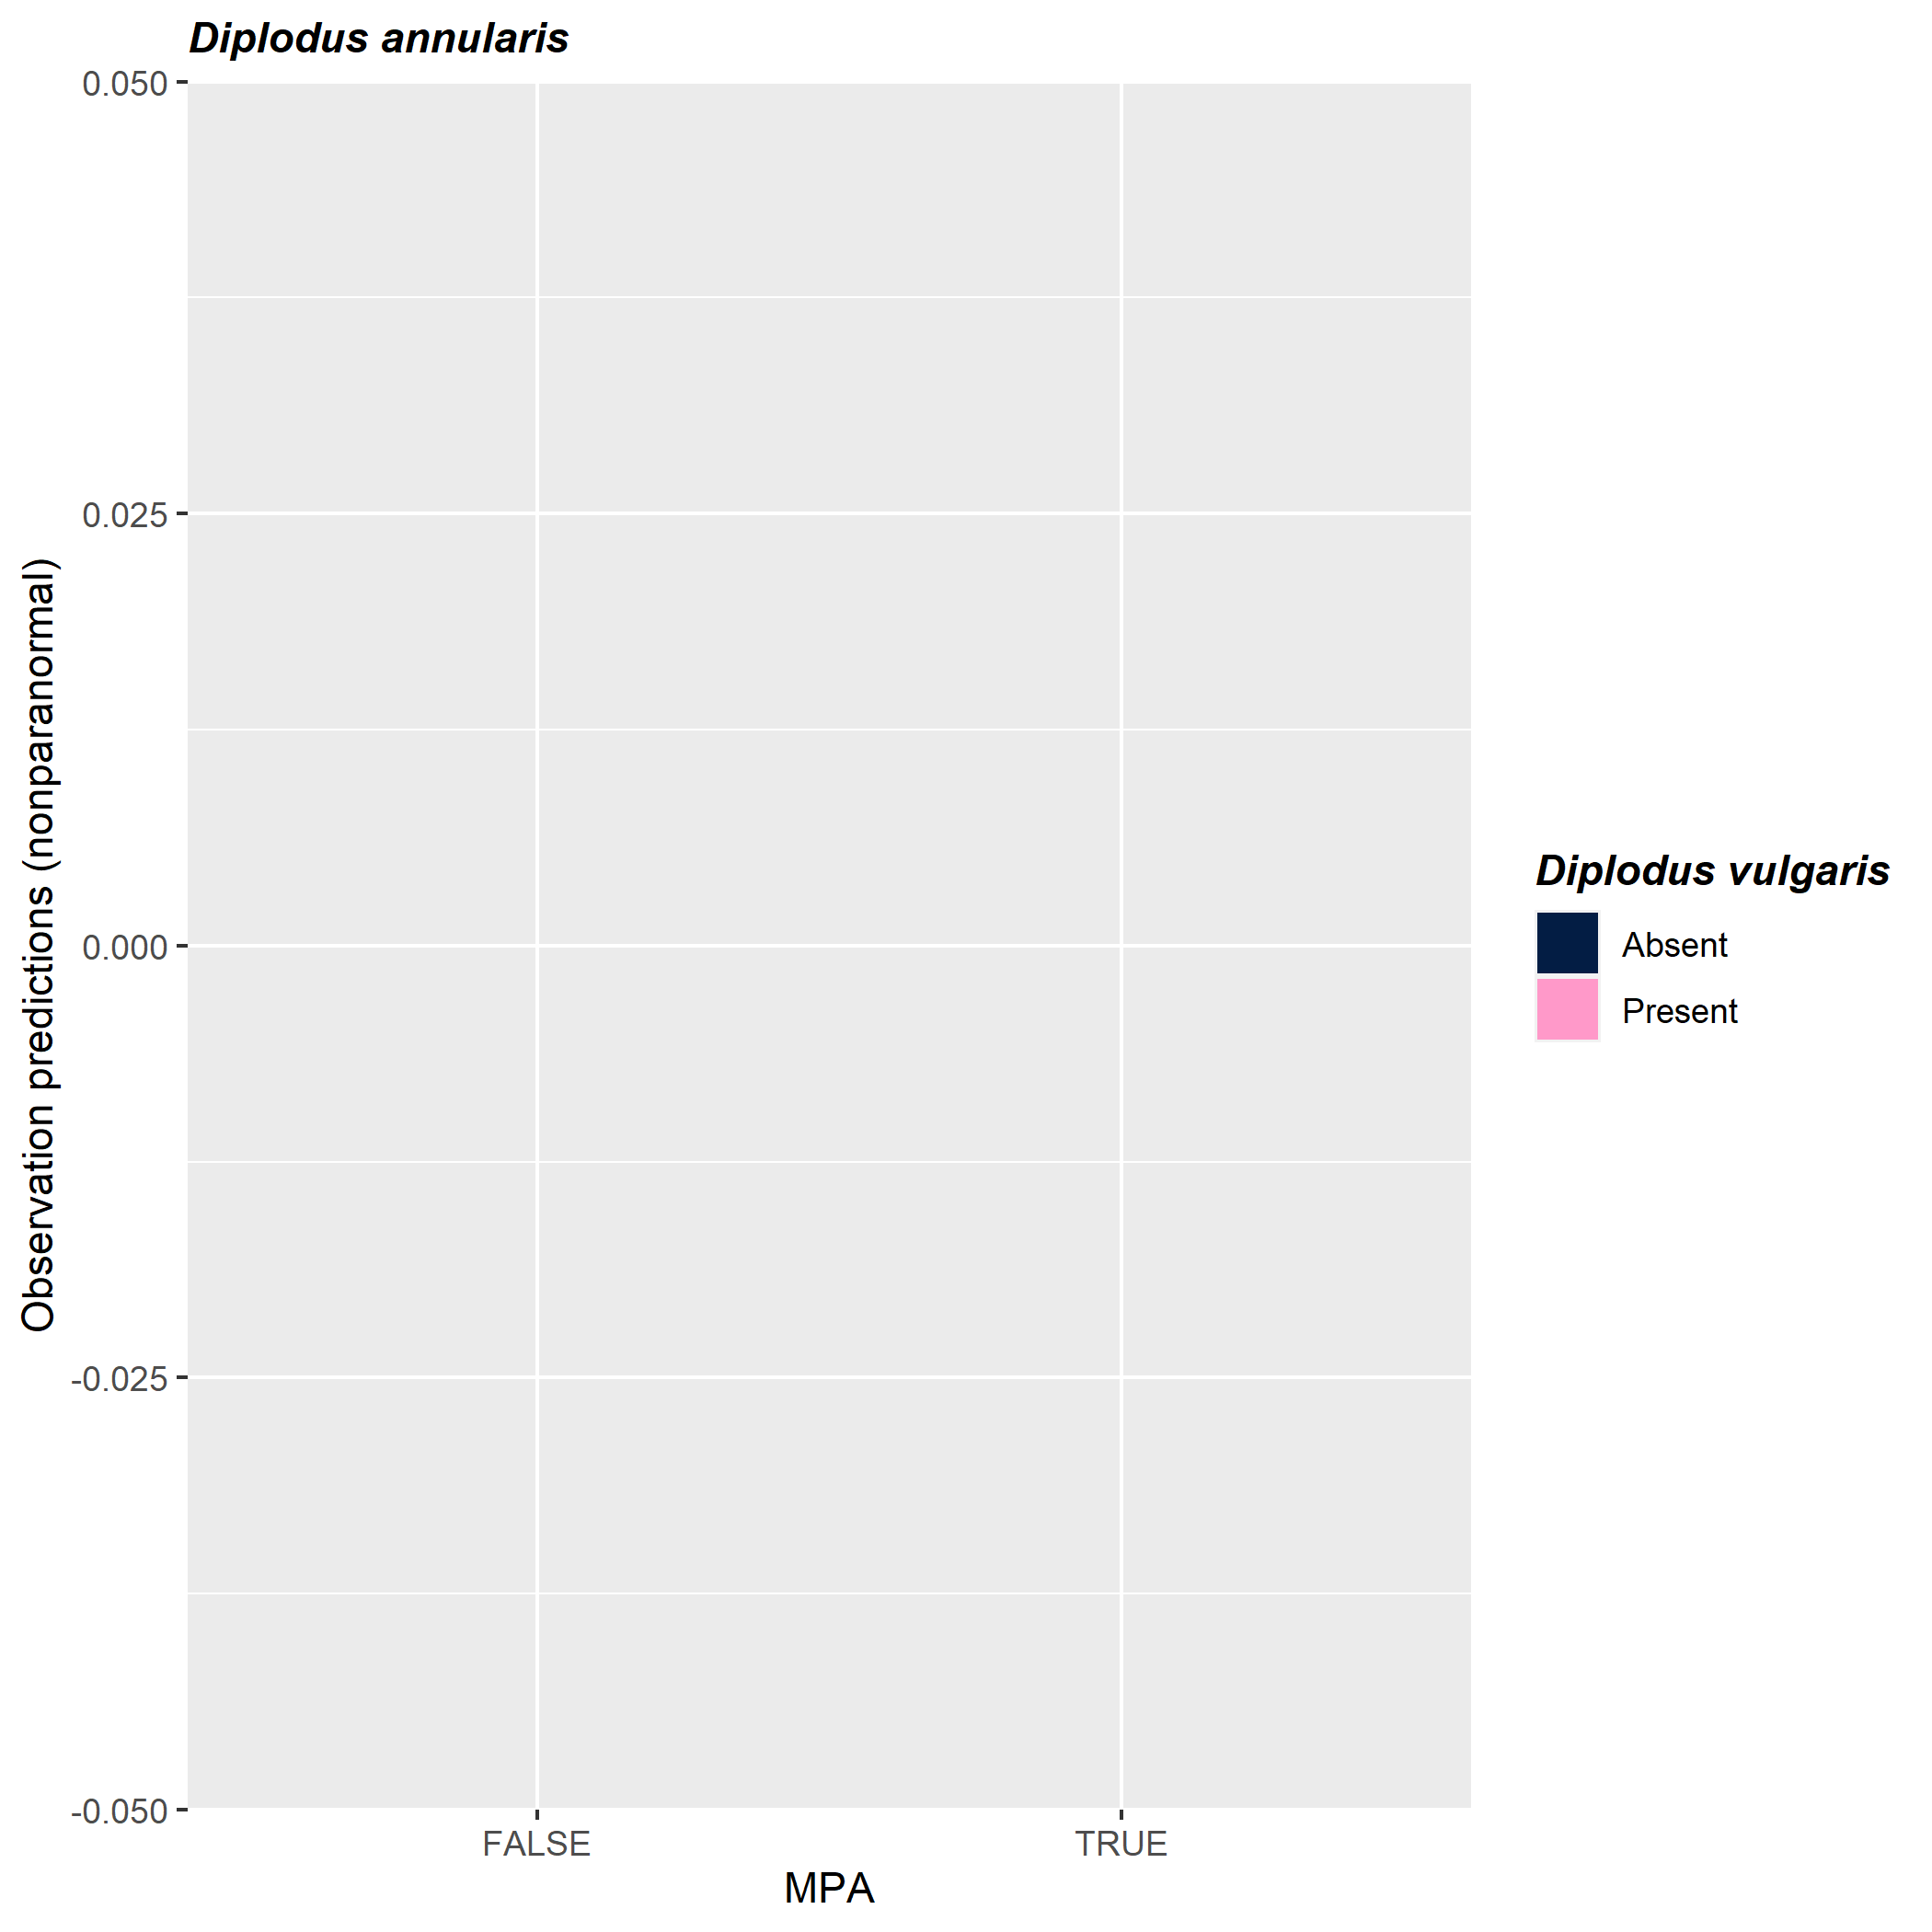 Diplodus annularis
0.050
0.025
0.000
-0.025
-0.050
Observation predictions (nonparanormal)
FALSE
TRUE
MPA
Diplodus vulgaris
Absent
Present